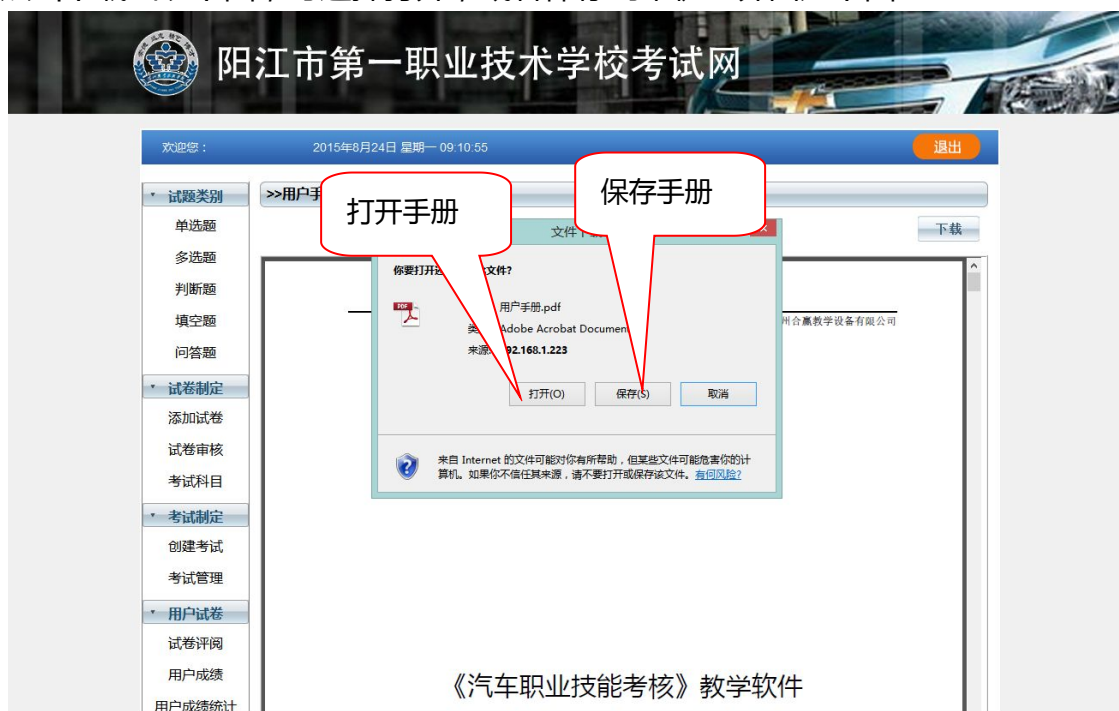 阳江市第一职业技术学校考试网
欢迎您：
2015年8月24日 星期一 09:10:55
退出
试题类别
单选题
多选题
判断题
填空题
问答题
试卷制定
添加试卷
试卷审核
考试科目
考试制定
创建考试
考试管理
用户试卷
试卷评阅
用户成绩
用户成绩统计
>>用户手
下载
打开手册
保存手册
文件下
你要打开
文件?
PDF
用户手册.pdf
Adobe Acrobat Document
来源:
92.168.1.223
打开(O)
保存(S)
取消
来自 Internet 的文件可能对你有所帮助，但某些文件可能危害你的计
算机。如果你不信任其来源，请不要打开或保存该文件。有何风险?
州合赢教学设备有限公司
《汽车职业技能考核》教学软件